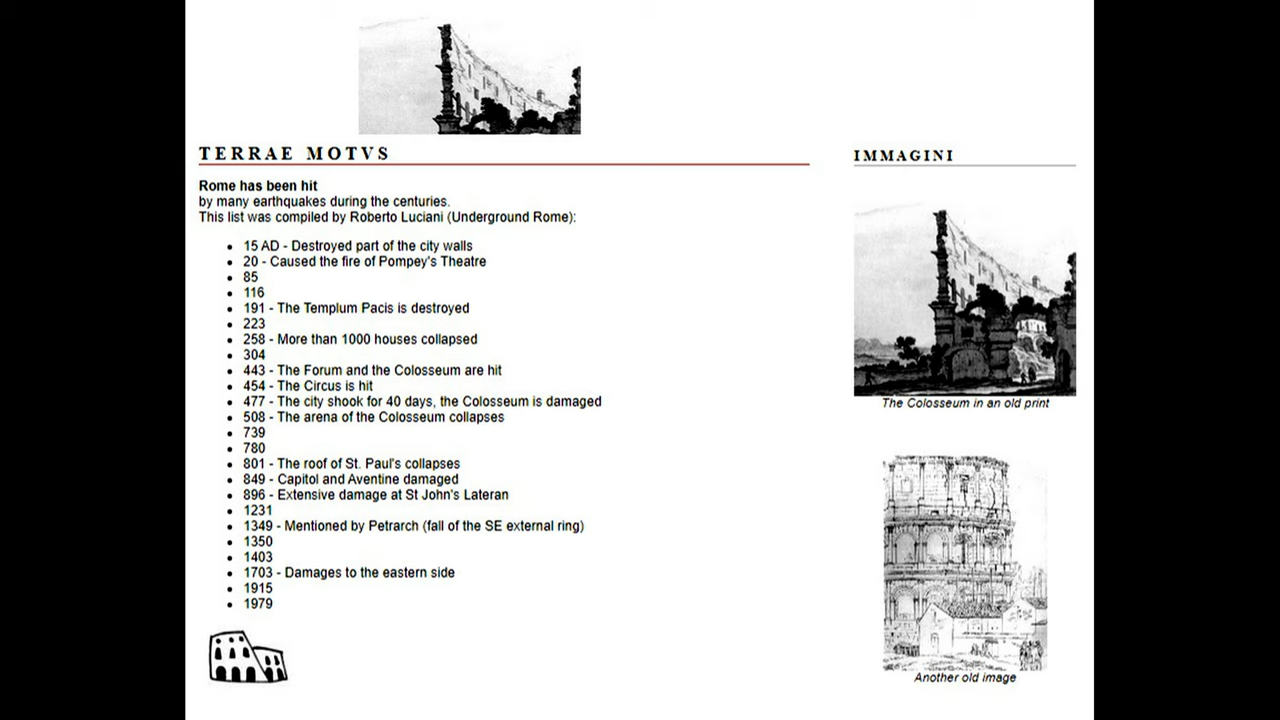 TERRAE MOTVS
Rome has been hit
by many earthquakes during the centuries.
This list was compiled by Roberto Luciani (Underground Rome):
15 AD - Destroyed part of the city walls
20 - Caused the fire of Pompey's Theatre
85
116
191 - The Templum Pacis is destroyed
223
258 - More than 1000 houses collapsed
304
443 - The Forum and the Colosseum are hit
454 - The Circus is hit
477 - The city shook for 40 days, the Colosseum is damaged
508 - The arena of the Colosseum collapses
739
780
801 - The roof of St. Paul's collapses
849 - Capitol and Aventine damaged
896 - Extensive damage at St John's Lateran
1231
1349 - Mentioned by Petrarch (fall of the SE external ring)
1350
1403
1703 - Damages to the eastern side
1915
1979
IMMAGINI
The Colosseum in an old print
Another old image